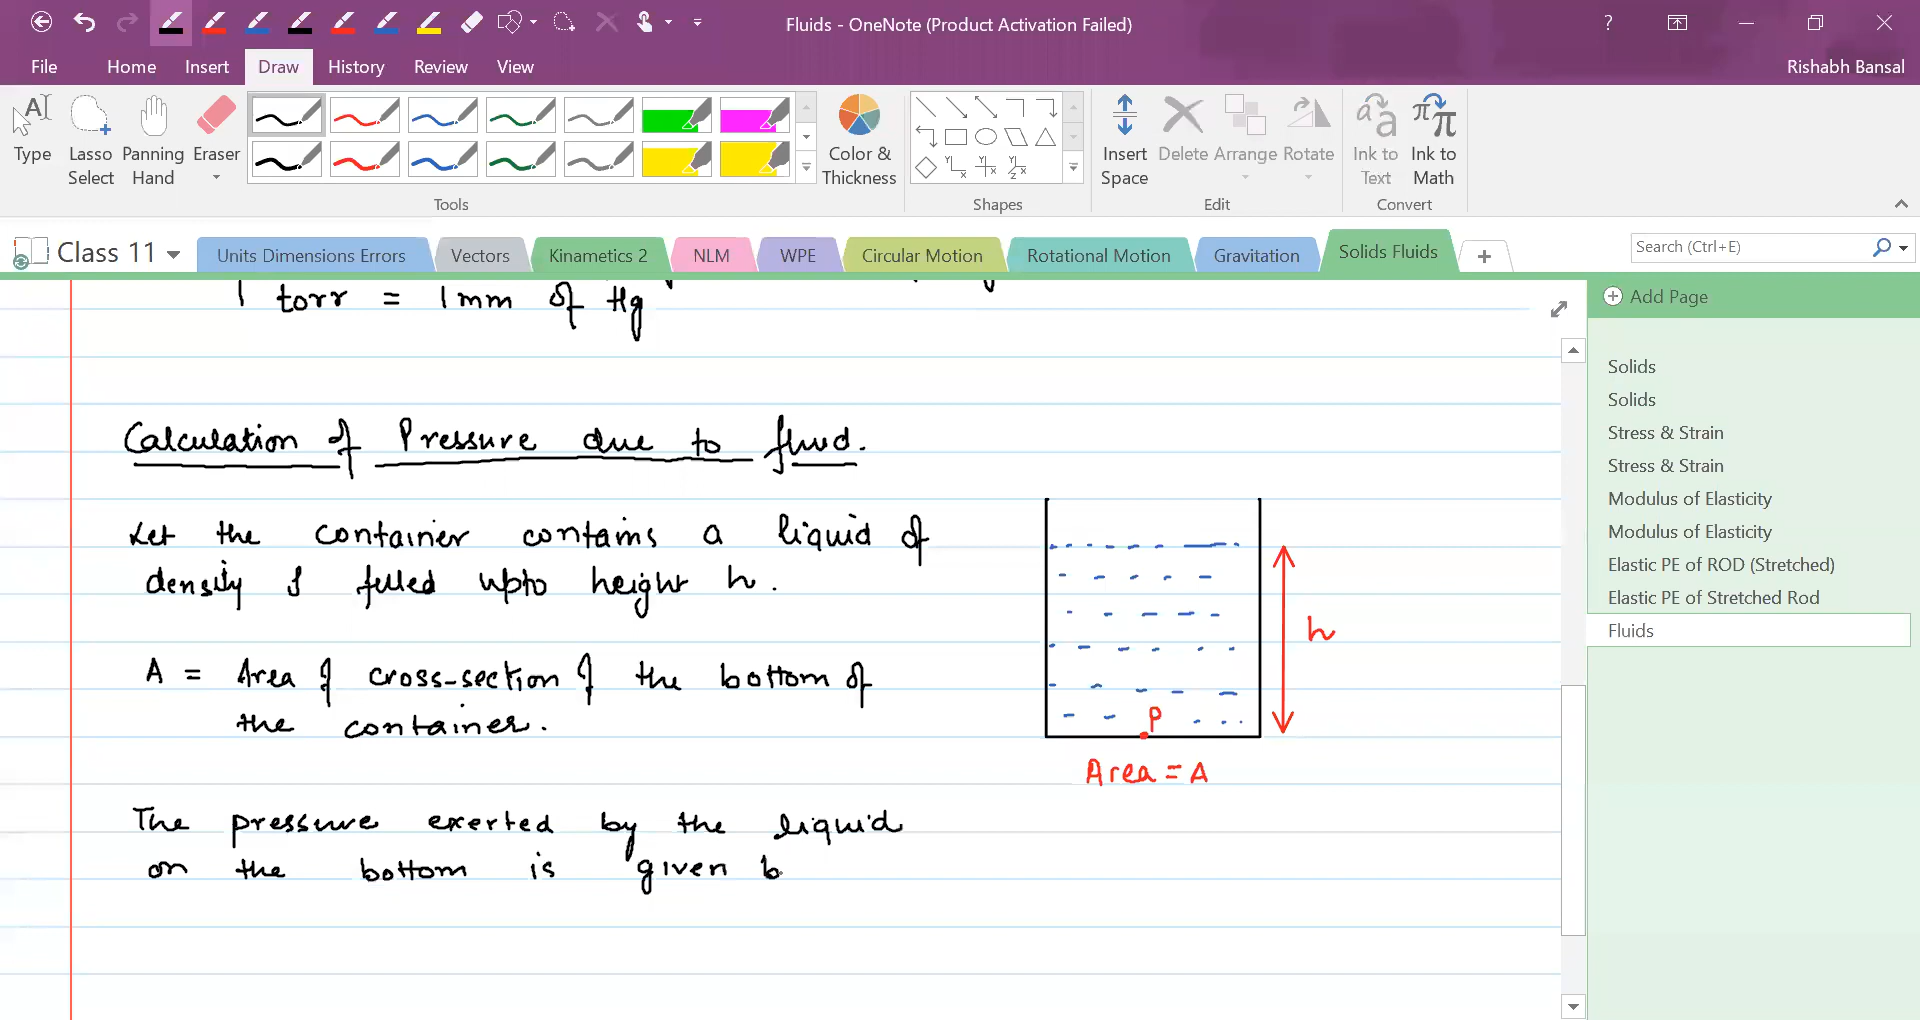 Fluids - OneNote (Product Activation Failed)
?
File Home Insert Draw History Review View
Rishabh Bansal
Type
Lasso Select
Panning Hand
Eraser
Color & Thickness
Insert Space
Delete
Arrange
Rotate
Ink to Text
Ink to Math
Tools
Shapes
Edit
Convert
Class 11
Units Dimensions Errors
Vectors
Kinametics 2
NLM
WPE
Circular Motion
Rotational Motion
Gravitation
Solids Fluids
Search (Ctrl+E)
1 torr = 1mm of Hg
Calculation of Pressure due to fluid.
Let the container contains a liquid of
density ρ filled upto height h.
A = Area of cross-section of the bottom of
the container.
The pressure exerted by the liquid
on the bottom is given b
h
P
Area = A
Add Page
Solids
Solids
Stress & Strain
Stress & Strain
Modulus of Elasticity
Modulus of Elasticity
Elastic PE of ROD (Stretched)
Elastic PE of Stretched Rod
Fluids